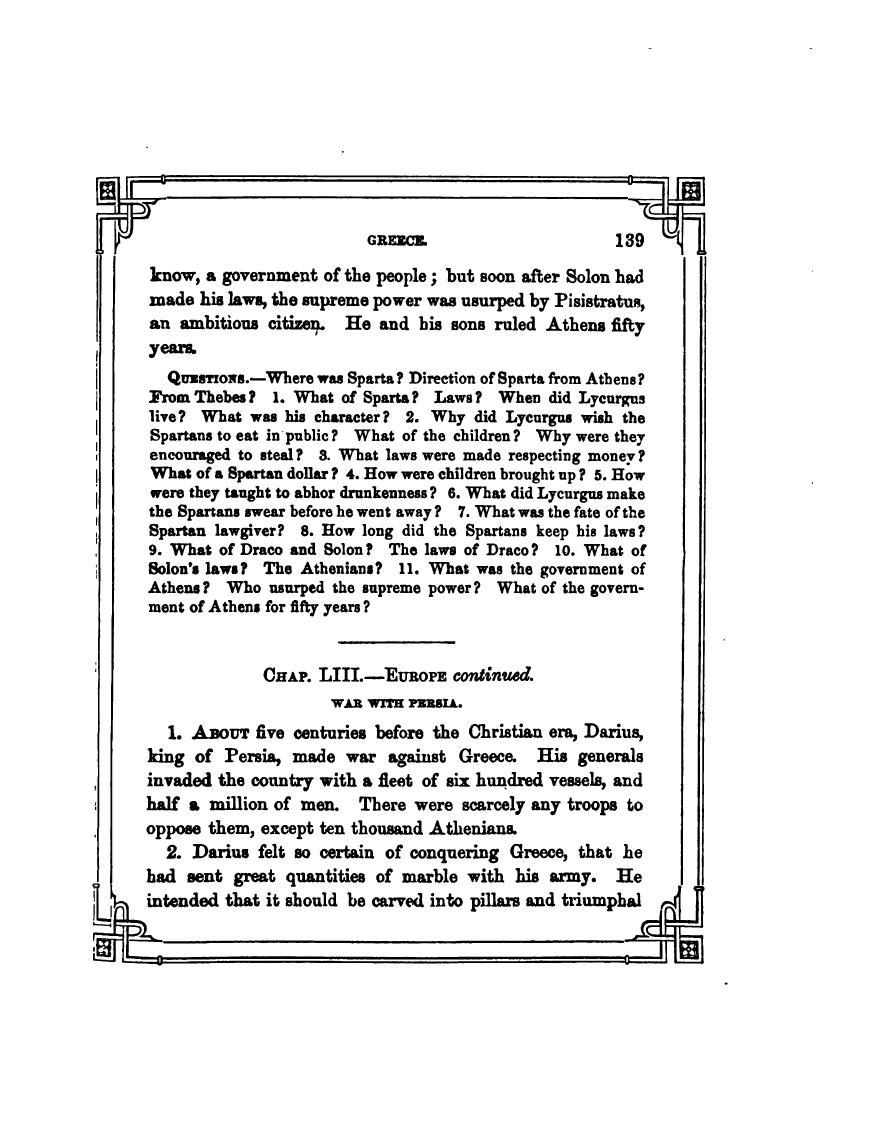 GREECE. 139
know, a government of the people; but soon after Solon had
made his laws, the supreme power was usurped by Pisistratus,
an ambitious citizen. He and his sons ruled Athens fifty
years.
QUESTIONS.—Where was Sparta? Direction of Sparta from Athens?
From Thebes? 1. What of Sparta? Laws? When did Lycurgus
live? What was his character? 2. Why did Lycurgus wish the
Spartans to eat in public? What of the children? Why were they
encouraged to steal? 3. What laws were made respecting money?
What of a Spartan dollar? 4. How were children brought up? 5. How
were they taught to abhor drunkenness? 6. What did Lycurgus make
the Spartans swear before he went away? 7. What was the fate of the
Spartan lawgiver? 8. How long did the Spartans keep his laws?
9. What of Draco and Solon? The laws of Draco? 10. What of
Solon's laws? The Athenians? 11. What was the government of
Athens? Who usurped the supreme power? What of the govern-
ment of Athens for fifty years?
CHAP. LIII.—EUROPE continued.
WAR WITH PERSIA.
1. ABOUT five centuries before the Christian era, Darius,
king of Persia, made war against Greece. His generals
invaded the country with a fleet of six hundred vessels, and
half a million of men. There were scarcely any troops to
oppose them, except ten thousand Athenians.
2. Darius felt so certain of conquering Greece, that he
had sent great quantities of marble with his army. He
intended that it should be carved into pillars and triumphal